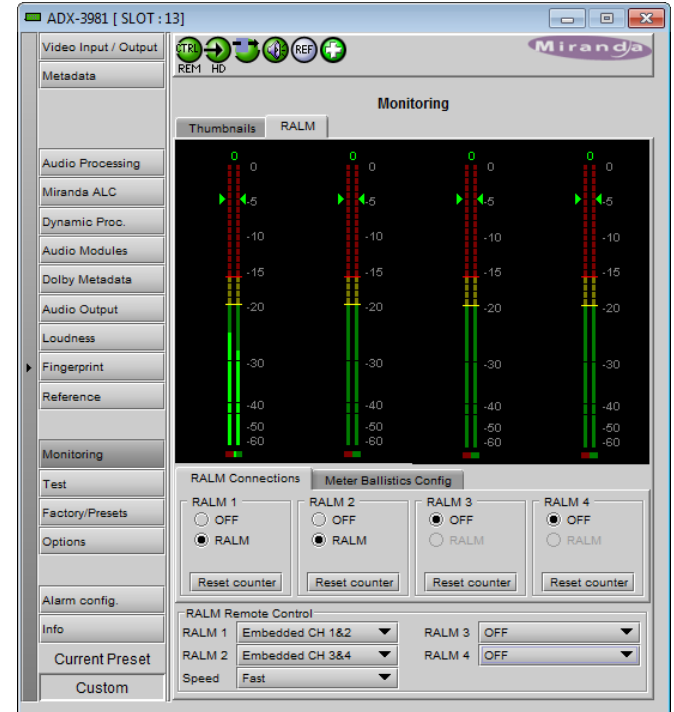 ADX-3981 [ SLOT : 13]
Video Input / Output
Metadata
Audio Processing
Miranda ALC
Dynamic Proc.
Audio Modules
Dolby Metadata
Audio Output
Loudness
Fingerprint
Reference
Monitoring
Test
Factory/Presets
Options
Alarm config.
Info
Current Preset
Custom
CTRL
REF
REM HD
Miranda
Monitoring
Thumbnails RALM
0 0 0 0
0 0 0 0
-5 -5 -5 -5
-10 -10 -10 -10
-15 -15 -15 -15
-20 -20 -20 -20
-30 -30 -30 -30
-40 -40 -40 -40
-50 -50 -50 -50
-60 -60 -60 -60
RALM Connections Meter Ballistics Config
RALM 1 RALM 2 RALM 3 RALM 4
OFF OFF OFF OFF
RALM RALM RALM RALM
Reset counter Reset counter Reset counter Reset counter
RALM Remote Control
RALM 1 Embedded CH 1&2 RALM 3 OFF
RALM 2 Embedded CH 3&4 RALM 4 OFF
Speed Fast